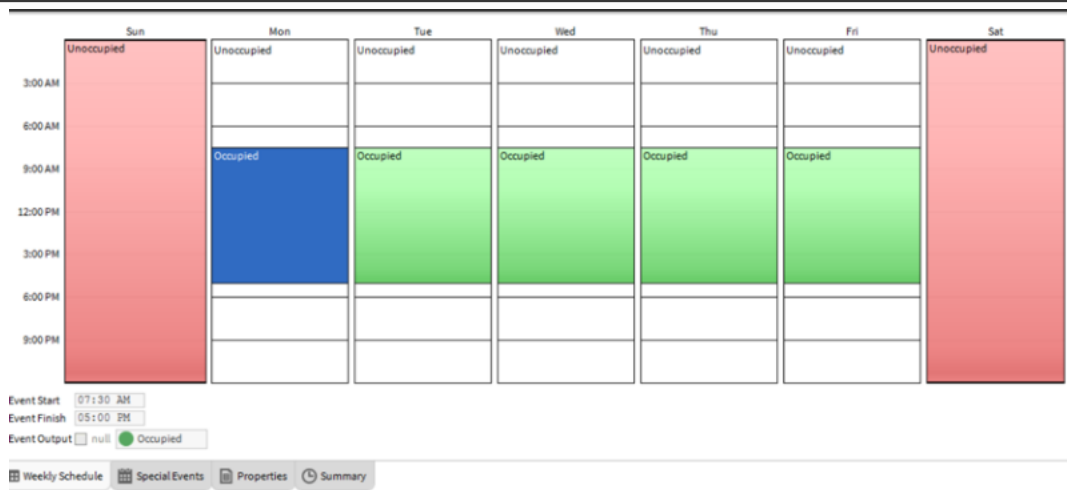 Sun Mon Tue Wed Thu Fri Sat
Unoccupied Unoccupied Unoccupied Unoccupied Unoccupied Unoccupied Unoccupied
3:00 AM
6:00 AM
Occupied Occupied Occupied Occupied Occupied
9:00 AM
12:00 PM
3:00 PM
6:00 PM
9:00 PM
Event Start 07:30 AM
Event Finish 05:00 PM
Event Output null Occupied
Weekly Schedule Special Events Properties Summary